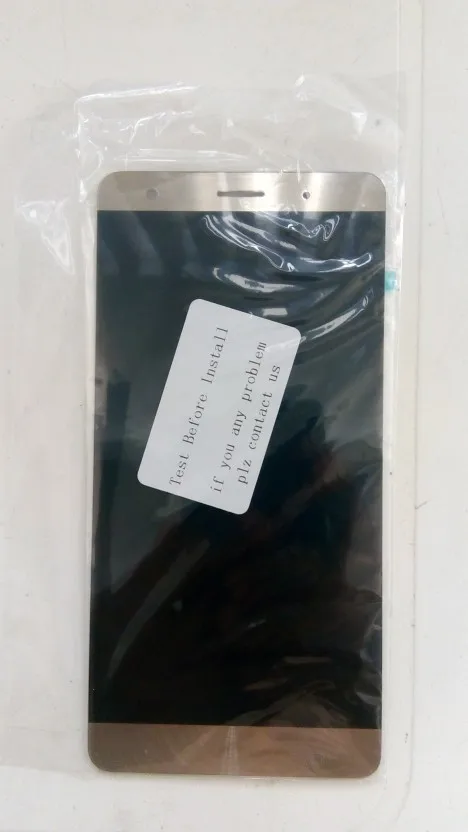 Test Before Install
if you any problem
plz contact us